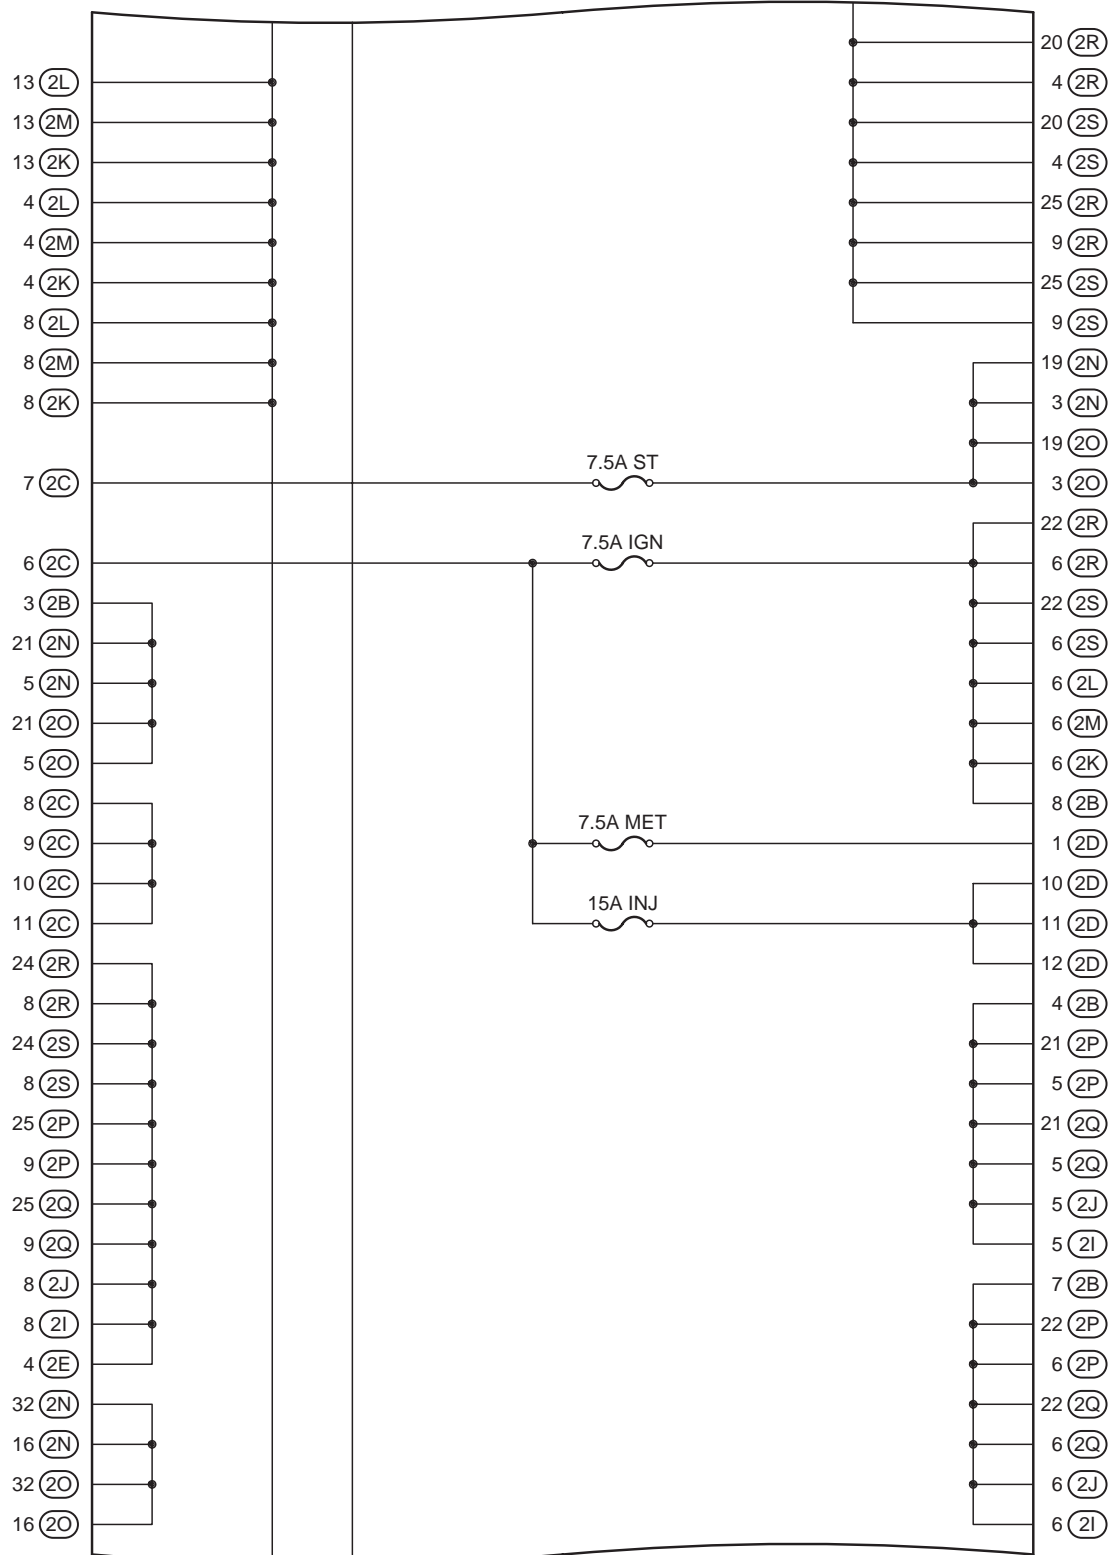 20 2R
13 2L
4 2R
13 2M
20 2S
13 2K
4 2S
4 2L
25 2R
4 2M
9 2R
4 2K
25 2S
8 2L
9 2S
8 2M
19 2N
8 2K
3 2N
19 2O
7.5A ST
7 2C
3 2O
22 2R
7.5A IGN
6 2C
6 2R
3 2B
22 2S
21 2N
6 2S
5 2N
6 2L
21 2O
6 2M
5 2O
6 2K
8 2C
8 2B
7.5A MET
9 2C
1 2D
10 2C
10 2D
15A INJ
11 2C
11 2D
24 2R
12 2D
8 2R
4 2B
24 2S
21 2P
8 2S
5 2P
25 2P
21 2Q
9 2P
5 2Q
25 2Q
5 2J
9 2Q
5 2I
8 2J
7 2B
8 2I
22 2P
4 2E
6 2P
32 2N
22 2Q
16 2N
6 2Q
32 2O
6 2J
16 2O
6 2I